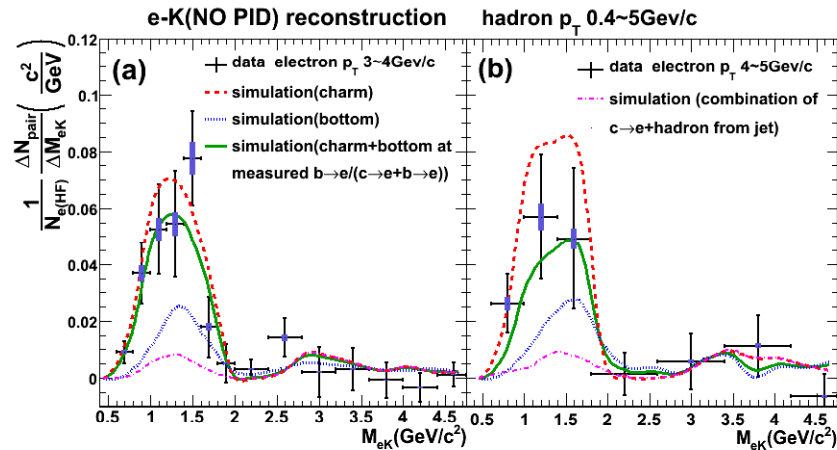 e-K(NO PID) reconstruction hadron p_T 0.4~5Gev/c
1/N_e(HF) ΔN_pair/ΔM_eK (c²/GeV)
0.12
0.1
0.08
0.06
0.04
0.02
0
(a)
data electron p_T 3~4Gev/c
simulation(charm)
simulation(bottom)
simulation(charm+bottom at
measured b→e/(c→e+b→e))
0.5 1 1.5 2 2.5 3 3.5 4 4.5
M_eK(GeV/c²)
(b)
data electron p_T 4~5Gev/c
simulation (combination of
c→e+hadron from jet)
0.5 1 1.5 2 2.5 3 3.5 4 4.5
M_eK(GeV/c²)